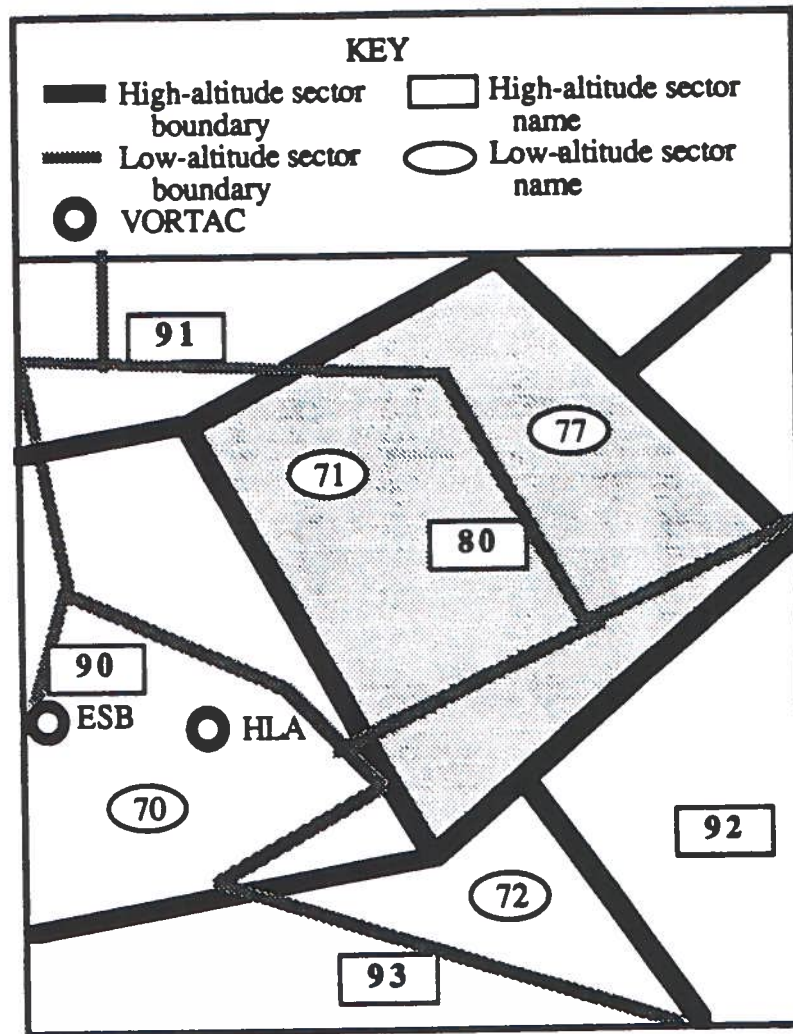 KEY
High-altitude sector
boundary
High-altitude sector
name
Low-altitude sector
boundary
Low-altitude sector
name
VORTAC
91
77
71
80
90
ESB
HLA
70
92
72
93